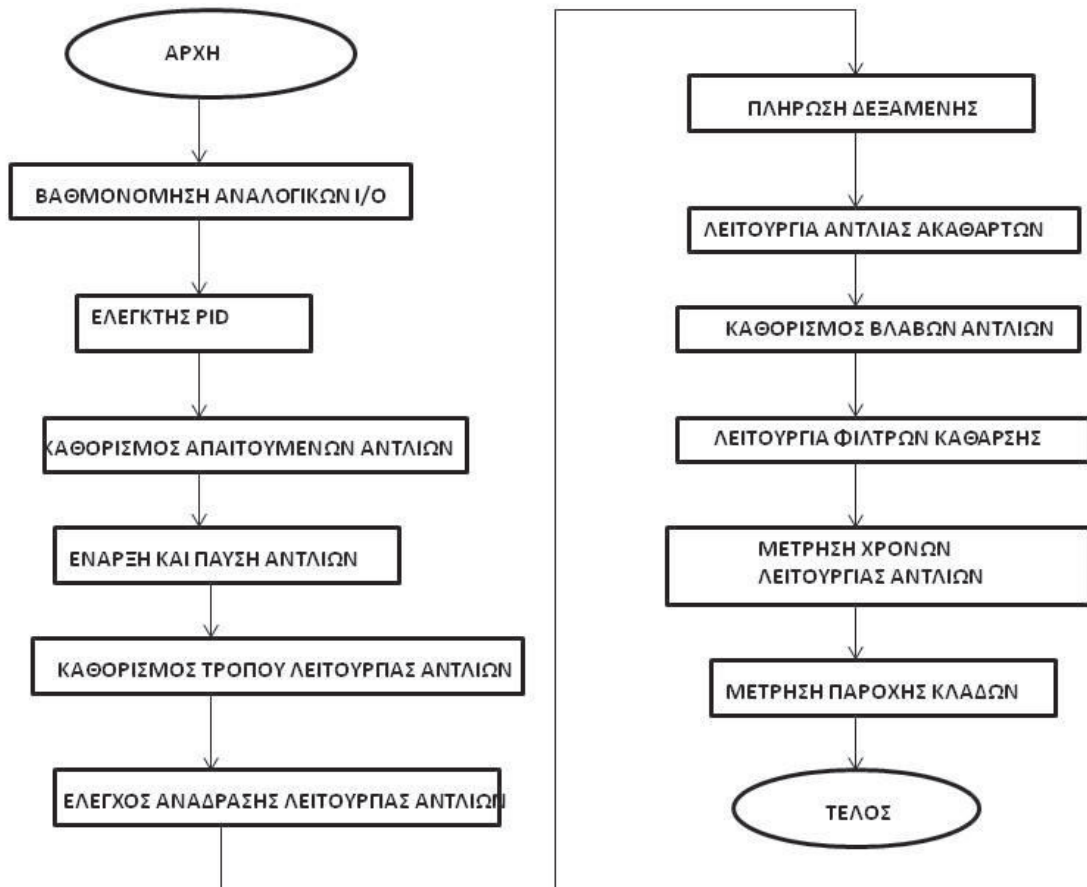 ΑΡΧΗ
ΒΑΘΜΟΝΟΜΗΣΗ ΑΝΑΛΟΓΙΚΩΝ I/O
ΕΛΕΓΚΤΗΣ PID
ΚΑΘΟΡΙΣΜΟΣ ΑΠΑΙΤΟΥΜΕΝΩΝ ΑΝΤΛΙΩΝ
ΕΝΑΡΞΗ ΚΑΙ ΠΑΥΣΗ ΑΝΤΛΙΩΝ
ΚΑΘΟΡΙΣΜΟΣ ΤΡΟΠΟΥ ΛΕΙΤΟΥΡΓΙΑΣ ΑΝΤΛΙΩΝ
ΕΛΕΓΧΟΣ ΑΝΑΔΡΑΣΗΣ ΛΕΙΤΟΥΡΓΙΑΣ ΑΝΤΛΙΩΝ
ΠΛΗΡΩΣΗ ΔΕΞΑΜΕΝΗΣ
ΛΕΙΤΟΥΡΓΙΑ ΑΝΤΛΙΑΣ ΑΚΑΘΑΡΤΩΝ
ΚΑΘΟΡΙΣΜΟΣ ΒΛΑΒΩΝ ΑΝΤΛΙΩΝ
ΛΕΙΤΟΥΡΓΙΑ ΦΙΛΤΡΩΝ ΚΑΘΑΡΣΗΣ
ΜΕΤΡΗΣΗ ΧΡΟΝΩΝ
ΛΕΙΤΟΥΡΓΙΑΣ ΑΝΤΛΙΩΝ
ΜΕΤΡΗΣΗ ΠΑΡΟΧΗΣ ΚΛΑΔΩΝ
ΤΕΛΟΣ